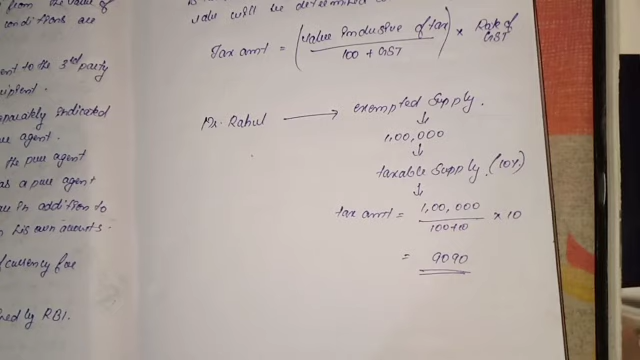 from the value of
conditions are
ent to the 3rd party
cipient.
eparately indicated
agent.
the pure agent
as a pure agent
in addition to
his own account.
currency for
by RBI.
value will be determined
Tax amt = (value inclusive of tax / 100 + GST) × Rate of GST
Mr. Rahul → exempted supply.
↓
1,00,000
↓
taxable supply. (10%)
↓
tax amt = 1,00,000 / 100+10 × 10
= 9090